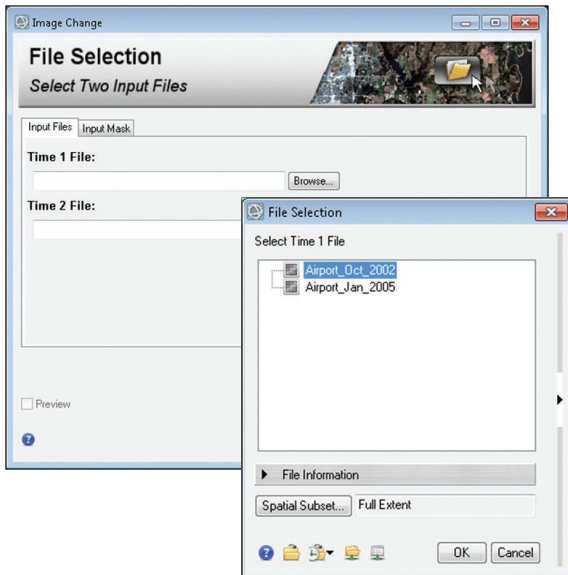 Image Change
File Selection
Select Two Input Files
Input Files
Input Mask
Time 1 File:
Browse...
Time 2 File:
Preview
File Selection
Select Time 1 File
Airport_Oct_2002
Airport_Jan_2005
File Information
Spatial Subset...
Full Extent
OK
Cancel